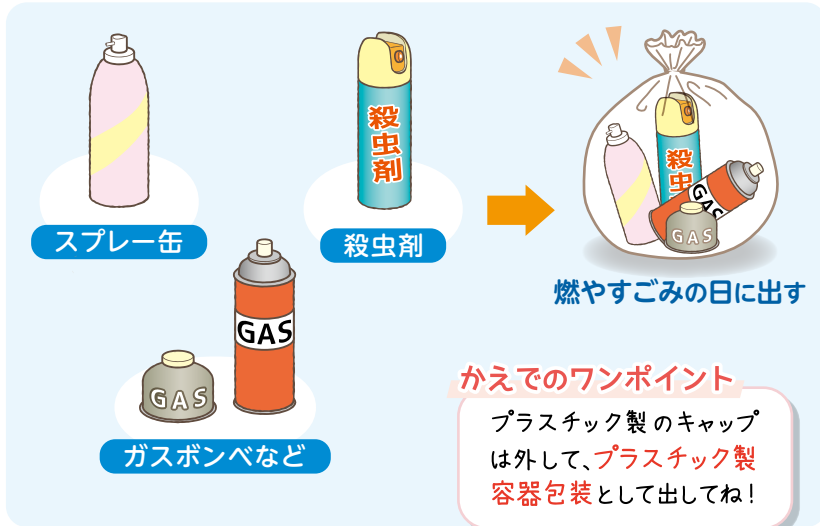 殺虫剤
スプレー缶
殺虫剤
GAS
GAS
ガスボンベなど
殺虫
GAS
GAS
燃やすごみの日に出す
かえでのワンポイント
プラスチック製のキャップ
は外して、プラスチック製
容器包装として出してね!